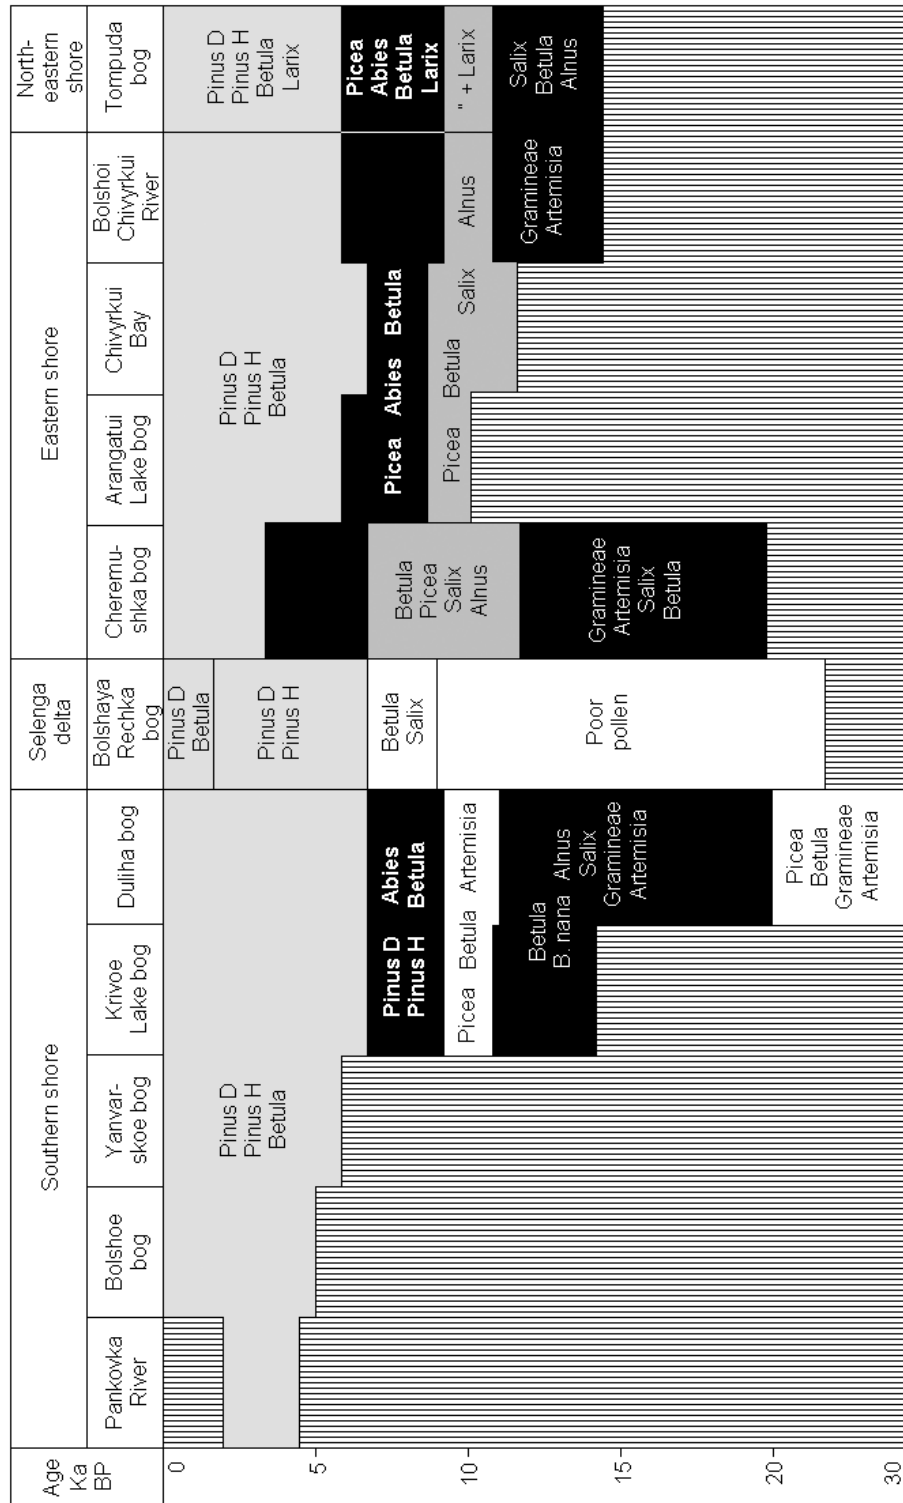 Age
Ka
BP
Southern shore
Selenga
delta
Eastern shore
North-
eastern
shore
Pankovka
River
Bolshoe
bog
Yanvar-
skoe bog
Krivoe
Lake bog
Duliha bog
Bolshaya
Rechka
bog
Cheremu-
shka bog
Arangatui
Lake bog
Chivyrkui
Bay
Bolshoi
Chivyrkui
River
Tompuda
bog
0
5
10
15
20
30
Pinus D
Pinus H
Betula
Pinus D
Pinus H
Abies
Betula
Picea Betula Artemisia
Betula
B. nana Alnus
Salix
Gramineae
Artemisia
Picea
Betula
Gramineae
Artemisia
Pinus D
Betula
Pinus D
Pinus H
Betula
Salix
Poor
pollen
Betula
Picea
Salix
Alnus
Gramineae
Artemisia
Salix
Betula
Pinus D
Pinus H
Betula
Picea Abies Betula
Picea Betula Salix
Alnus
Gramineae
Artemisia
Pinus D
Pinus H
Betula
Larix
Picea
Abies
Betula
Larix
" + Larix
Salix
Betula
Alnus